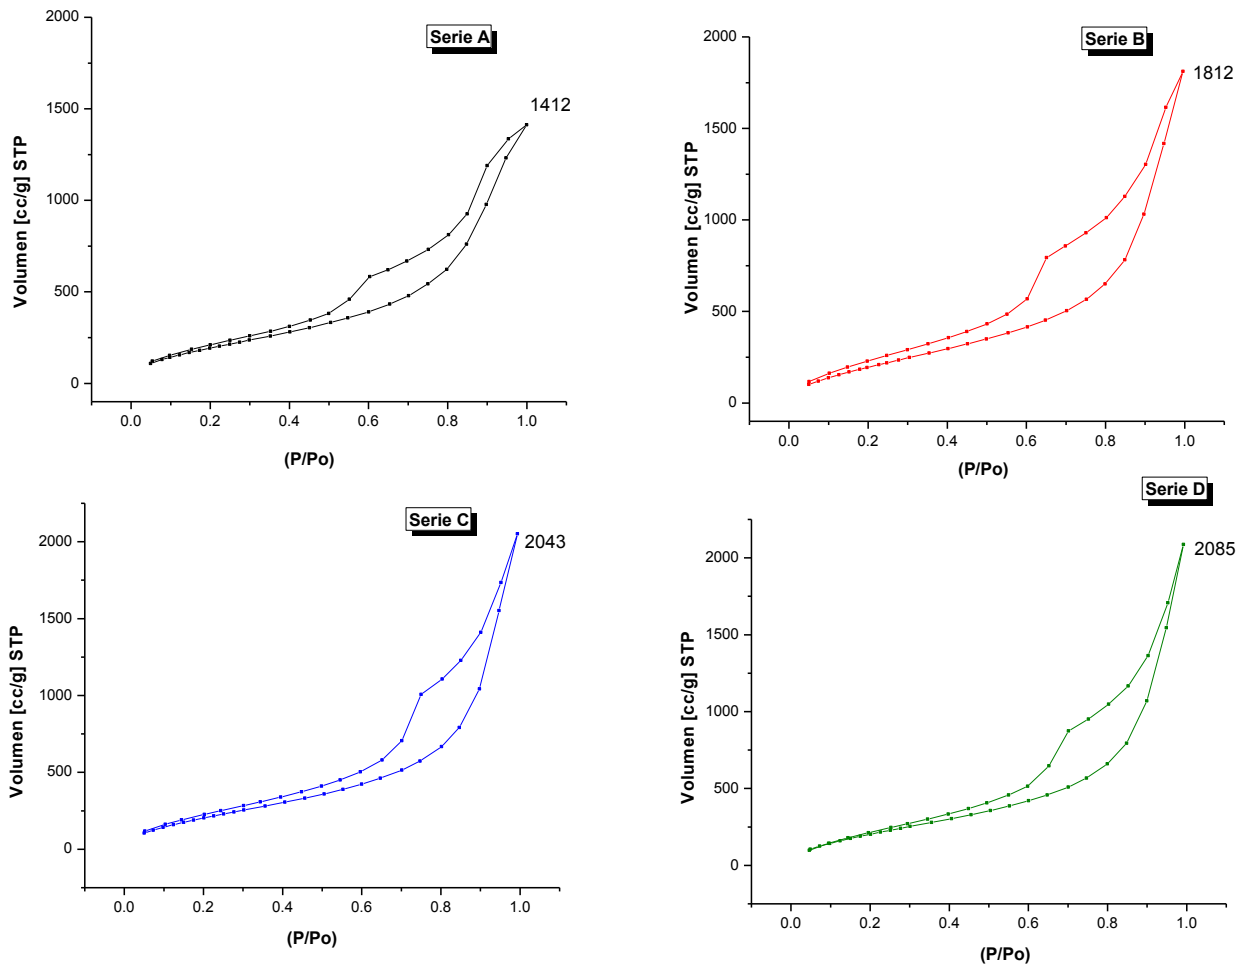 Serie A
1412
2000
1500
1000
500
0
Volumen [cc/g] STP
0.0 0.2 0.4 0.6 0.8 1.0
(P/Po)
Serie B
1812
2000
1500
1000
500
0
Volumen [cc/g] STP
0.0 0.2 0.4 0.6 0.8 1.0
(P/Po)
Serie C
2043
2000
1500
1000
500
0
Volumen [cc/g] STP
0.0 0.2 0.4 0.6 0.8 1.0
(P/Po)
Serie D
2085
2000
1500
1000
500
0
Volumen [cc/g] STP
0.0 0.2 0.4 0.6 0.8 1.0
(P/Po)